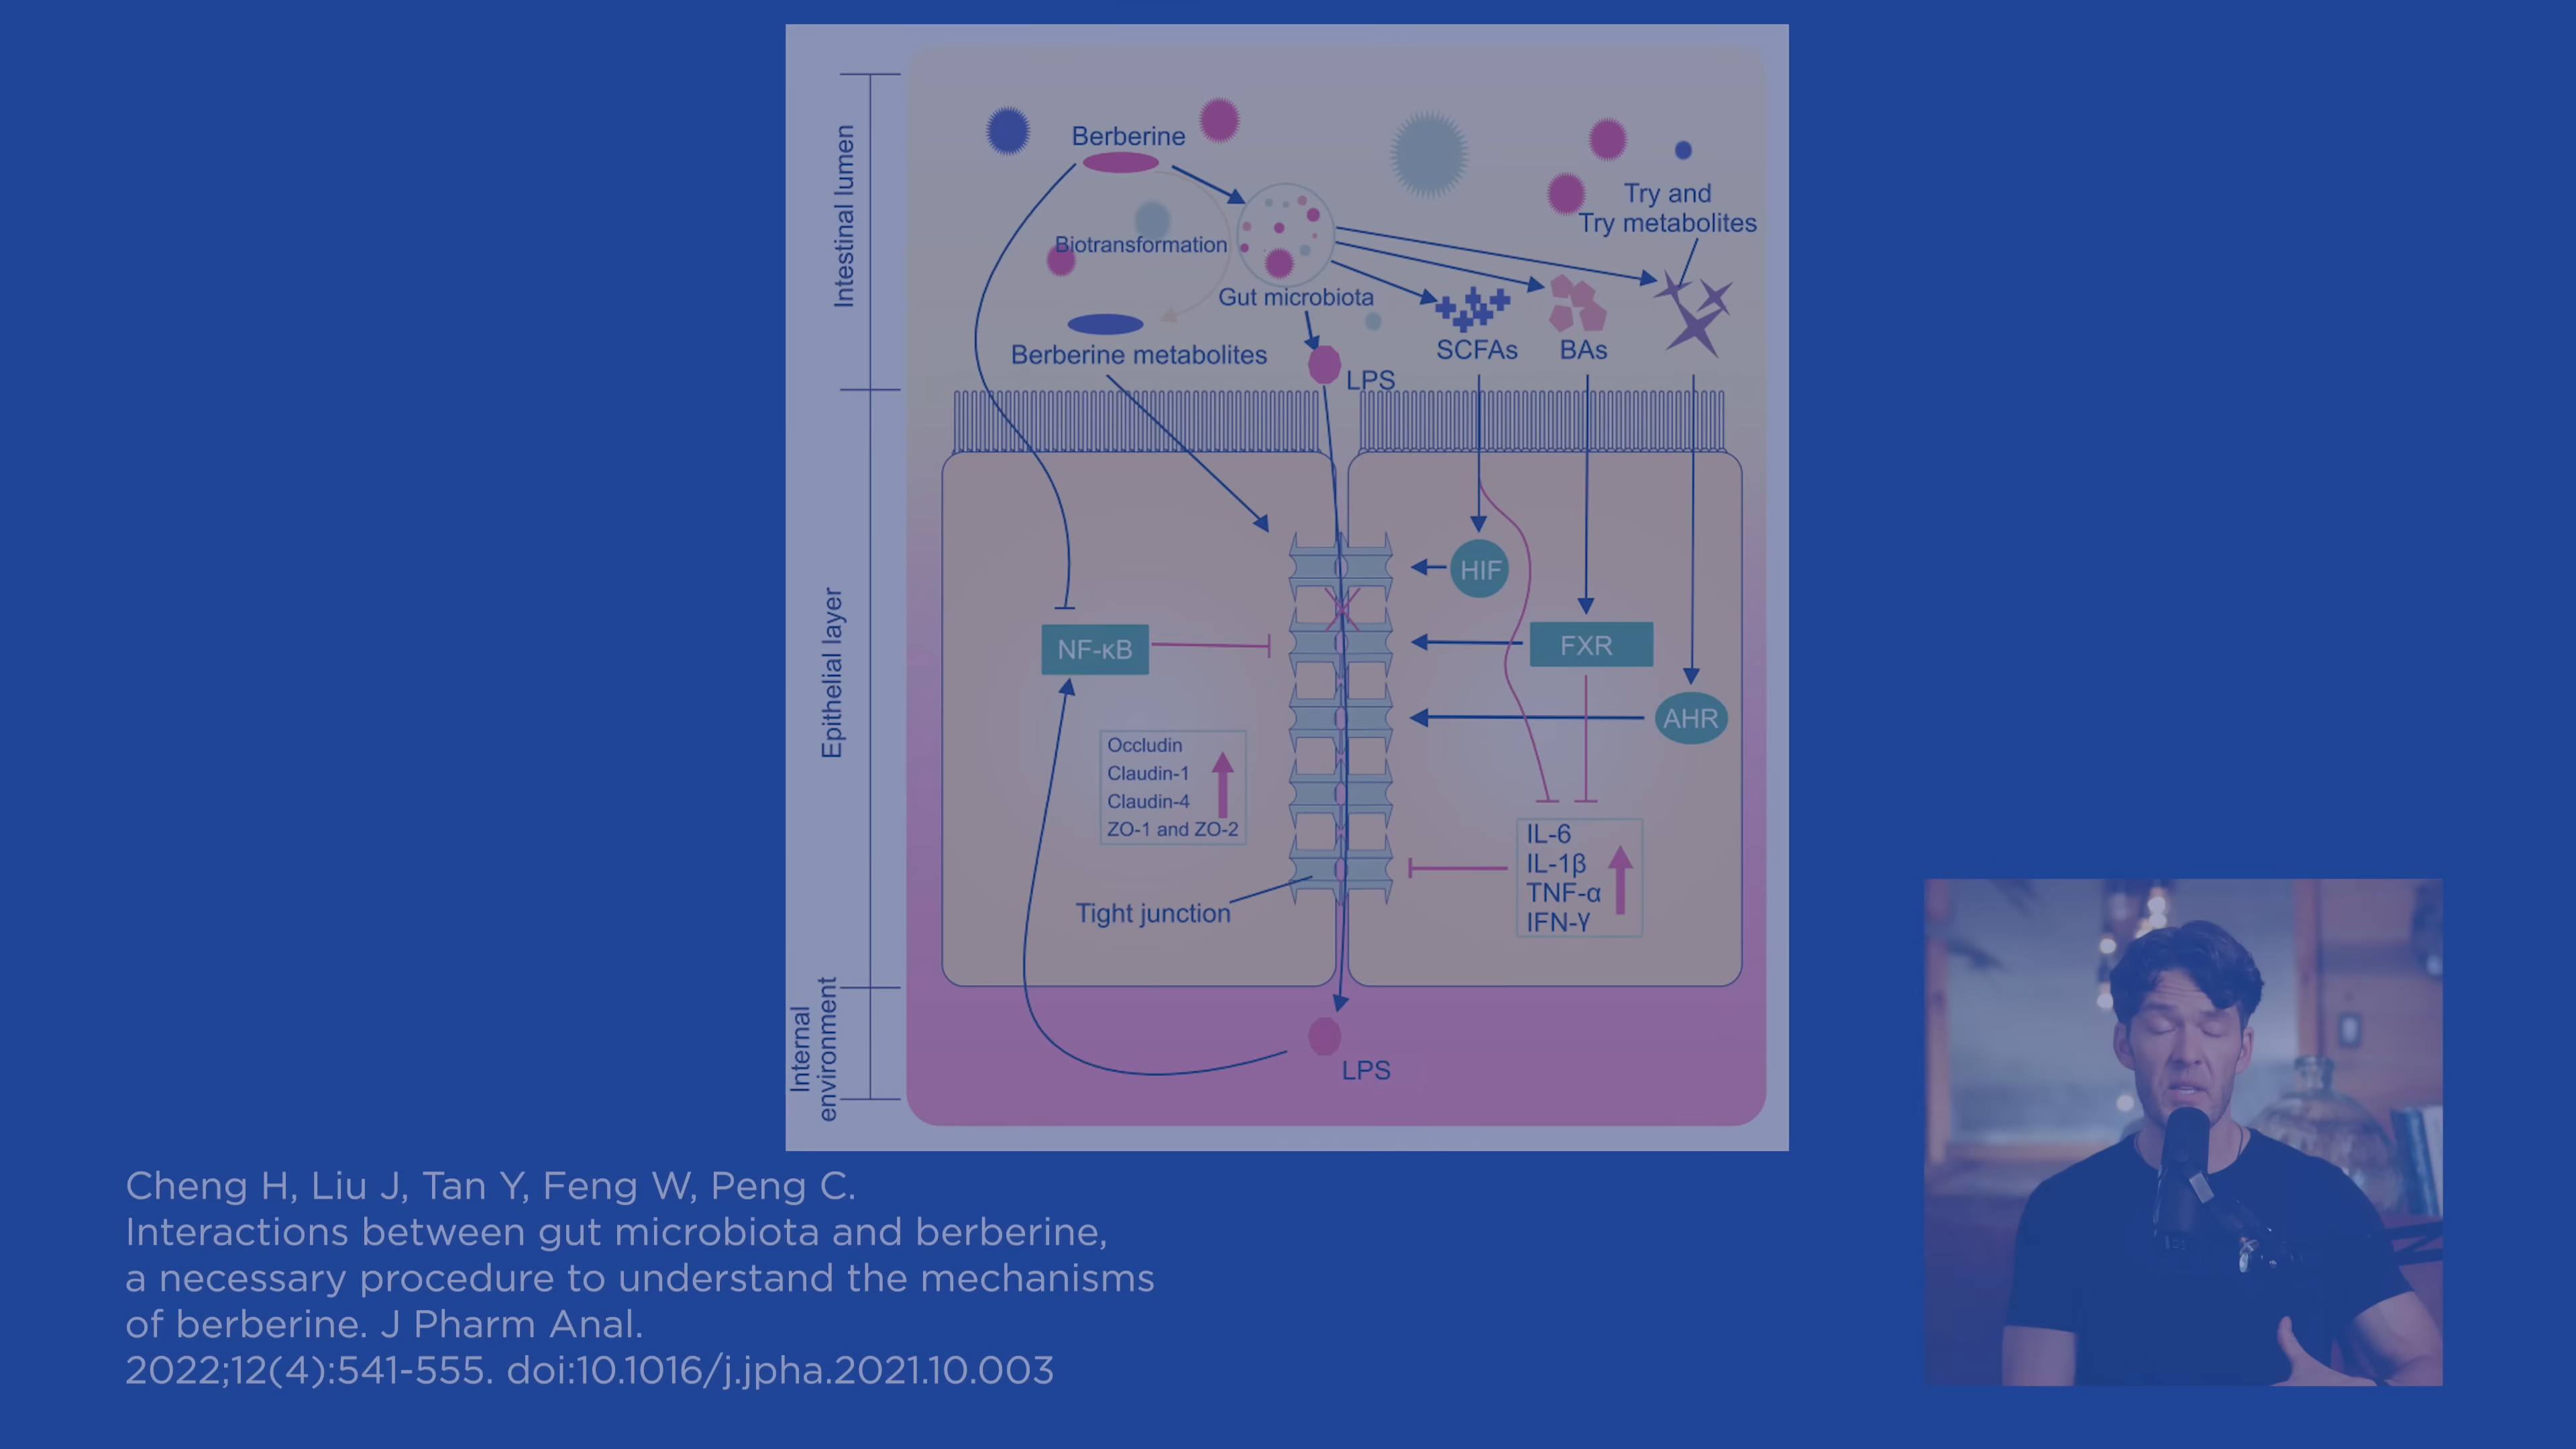 Intestinal lumen
Epithelial layer
Internal
environment
Berberine
Biotransformation
Gut microbiota
Berberine metabolites
LPS
SCFAs
BAs
Try and
Try metabolites
HIF
NF-κB
FXR
AHR
Occludin
Claudin-1
Claudin-4
ZO-1 and ZO-2
Tight junction
IL-6
IL-1β
TNF-α
IFN-γ
LPS
Cheng H, Liu J, Tan Y, Feng W, Peng C.
Interactions between gut microbiota and berberine,
a necessary procedure to understand the mechanisms
of berberine. J Pharm Anal.
2022;12(4):541-555. doi:10.1016/j.jpha.2021.10.003